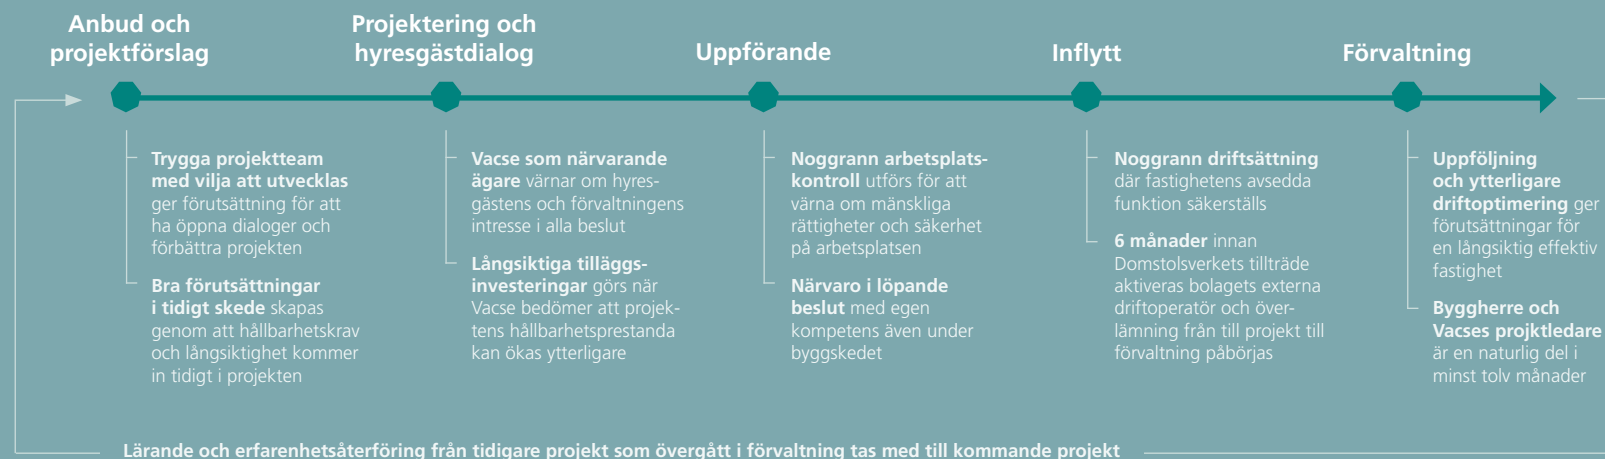 Anbud och
projektförslag
Projektering och
hyresgästdialog
Uppförande
Inflytt
Förvaltning
Trygga projektteam
med vilja att utvecklas
ger förutsättning för att
ha öppna dialoger och
förbättra projekten
Bra förutsättningar
i tidigt skede skapas
genom att hållbarhetskrav
och långsiktighet kommer
in tidigt i projekten
Vacse som närvarande
ägare värnar om hyres-
gästens och förvaltningens
intresse i alla beslut
Långsiktiga tilläggs-
investeringar görs när
Vacse bedömer att projek-
tens hållbarhetsprestanda
kan ökas ytterligare
Noggrann arbetsplats-
kontroll utförs för att
värna om mänskliga
rättigheter och säkerhet
på arbetsplatsen
Närvaro i löpande
beslut med egen
kompetens även under
byggskedet
Noggrann driftsättning
där fastighetens avsedda
funktion säkerställs
6 månader innan
Domstolsverkets tillträde
aktiveras bolagets externa
driftoperatör och över-
lämning från till projekt till
förvaltning påbörjas
Uppföljning
och ytterligare
driftoptimering ger
förutsättningar för
en långsiktig effektiv
fastighet
Byggherre och
Vacses projtledare
är en naturlig del i
minst tolv månader
Lärande och erfarenhetsåterföring från tidigare projekt som övergått i förvaltning tas med till kommande projekt